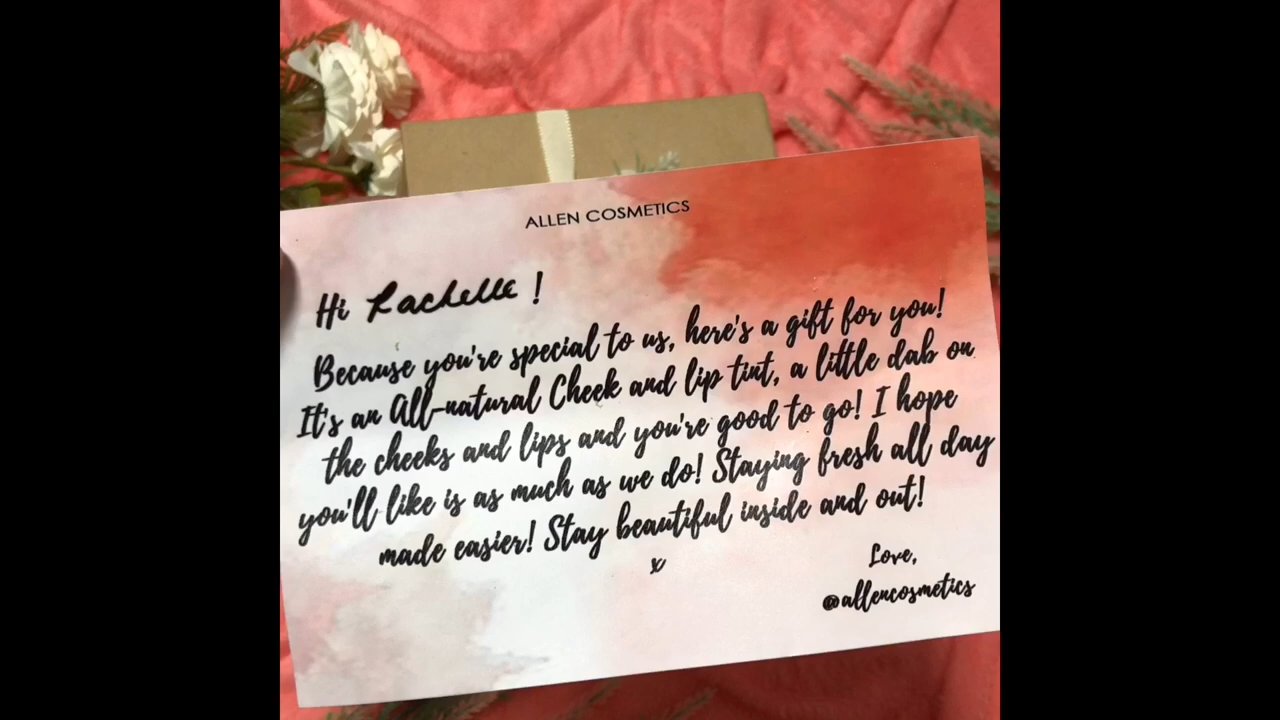 ALLEN COSMETICS
Hi Rachelle !
Because you're special to us, here's a gift for you!
It's an All-natural Cheek and lip tint, a little dab on
the cheeks and lips and you're good to go! I hope
you'll like is as much as we do! Staying fresh all day
made easier! Stay beautiful inside and out!
x
Love,
@allencosmetics